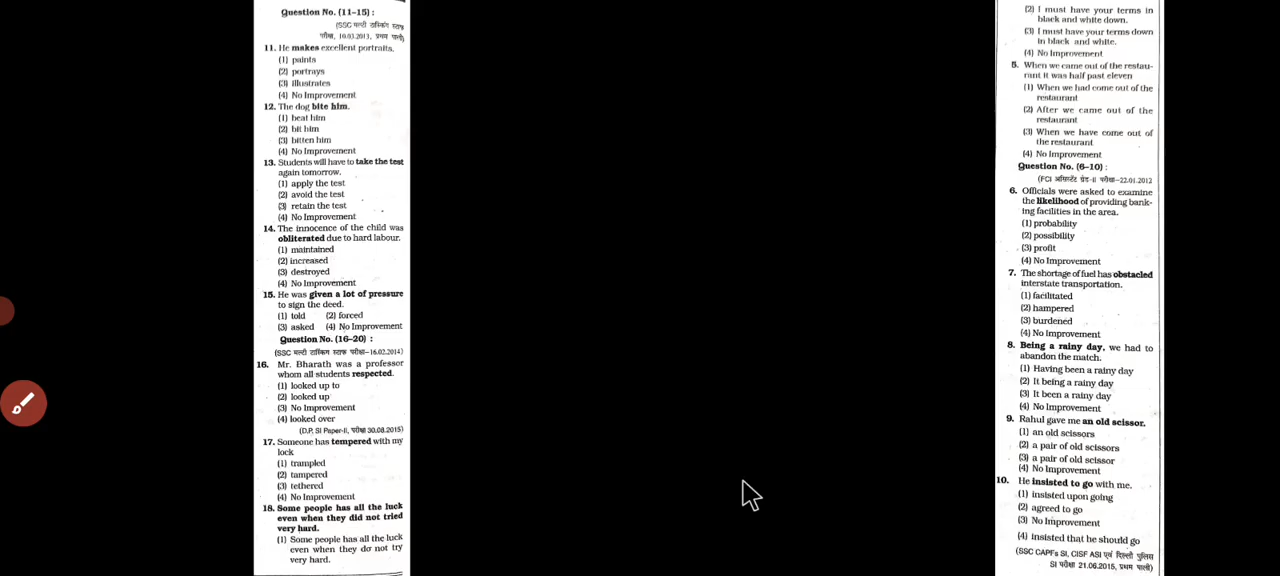 Question No. (11–15) :
(SSC मल्टी टास्किंग स्टाफ
परीक्षा, 10.03.2013, प्रथम पाली)
11. He makes excellent portraits.
(1) paints
(2) portrays
(3) illustrates
(4) No Improvement
12. The dog bite him.
(1) beat him
(2) bit him
(3) bitten him
(4) No Improvement
13. Students will have to take the test
again tomorrow.
(1) apply the test
(2) avoid the test
(3) retain the test
(4) No Improvement
14. The innocence of the child was
obliterated due to hard labour.
(1) maintained
(2) increased
(3) destroyed
(4) No Improvement
15. He was given a lot of pressure
to sign the deed.
(1) told (2) forced
(3) asked (4) No Improvement
Question No. (16–20) :
(SSC मल्टी टास्किंग स्टाफ परीक्षा–16.02.2014)
16. Mr. Bharath was a professor
whom all students respected.
(1) looked up to
(2) looked up
(3) No Improvement
(4) looked over
(D.P. SI Paper-II, परीक्षा 30.08.2015)
17. Someone has tempered with my
lock
(1) trampled
(2) tampered
(3) tethered
(4) No Improvement
18. Some people has all the luck
even when they did not tried
very hard.
(1) Some people has all the luck
even when they do not try
very hard.
(2) I must have your terms in
black and white down.
(3) I must have your terms down
in black and white.
(4) No Improvement
5. When we came out of the restau-
rant it was half past eleven
(1) When we had come out of the
restaurant
(2) After we came out of the
restaurant
(3) When we have come out of
the restaurant
(4) No Improvement
Question No. (6–10) :
(FCI असिस्टेंट ग्रेड-II परीक्षा–22.01.2012
6. Officials were asked to examine
the likelihood of providing bank-
ing facilities in the area.
(1) probability
(2) possibility
(3) profit
(4) No Improvement
7. The shortage of fuel has obstacled
interstate transportation.
(1) facilitated
(2) hampered
(3) burdened
(4) No Improvement
8. Being a rainy day, we had to
abandon the match.
(1) Having been a rainy day
(2) It being a rainy day
(3) It been a rainy day
(4) No Improvement
9. Rahul gave me an old scissor.
(1) an old scissors
(2) a pair of old scissors
(3) a pair of old scissor
(4) No Improvement
10. He insisted to go with me.
(1) insisted upon going
(2) agreed to go
(3) No Improvement
(4) insisted that he should go
(SSC CAPFs SI, CISF ASI एवं दिल्ली पुलिस
SI परीक्षा 21.06.2015, प्रथम पाली)